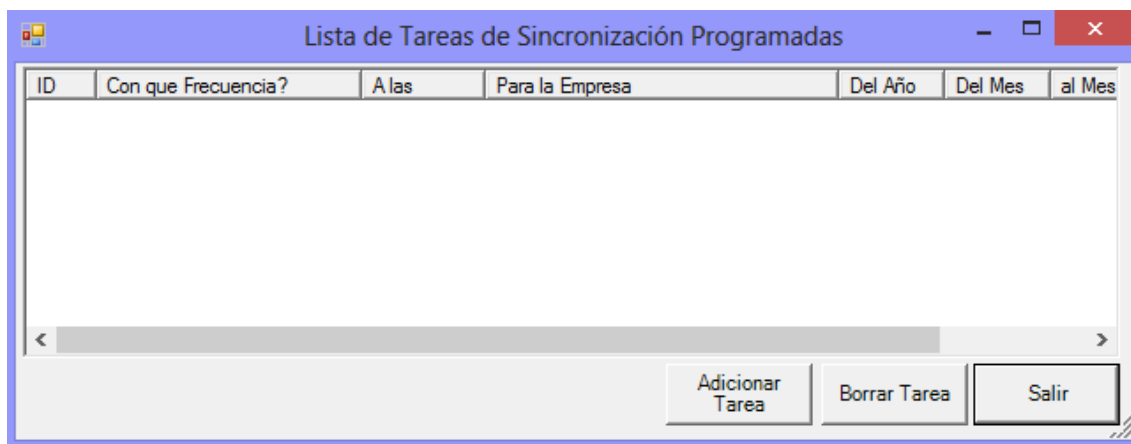 Lista de Tareas de Sincronización Programadas
ID Con que Frecuencia? A las Para la Empresa Del Año Del Mes al Mes
Adicionar
Tarea
Borrar Tarea
Salir